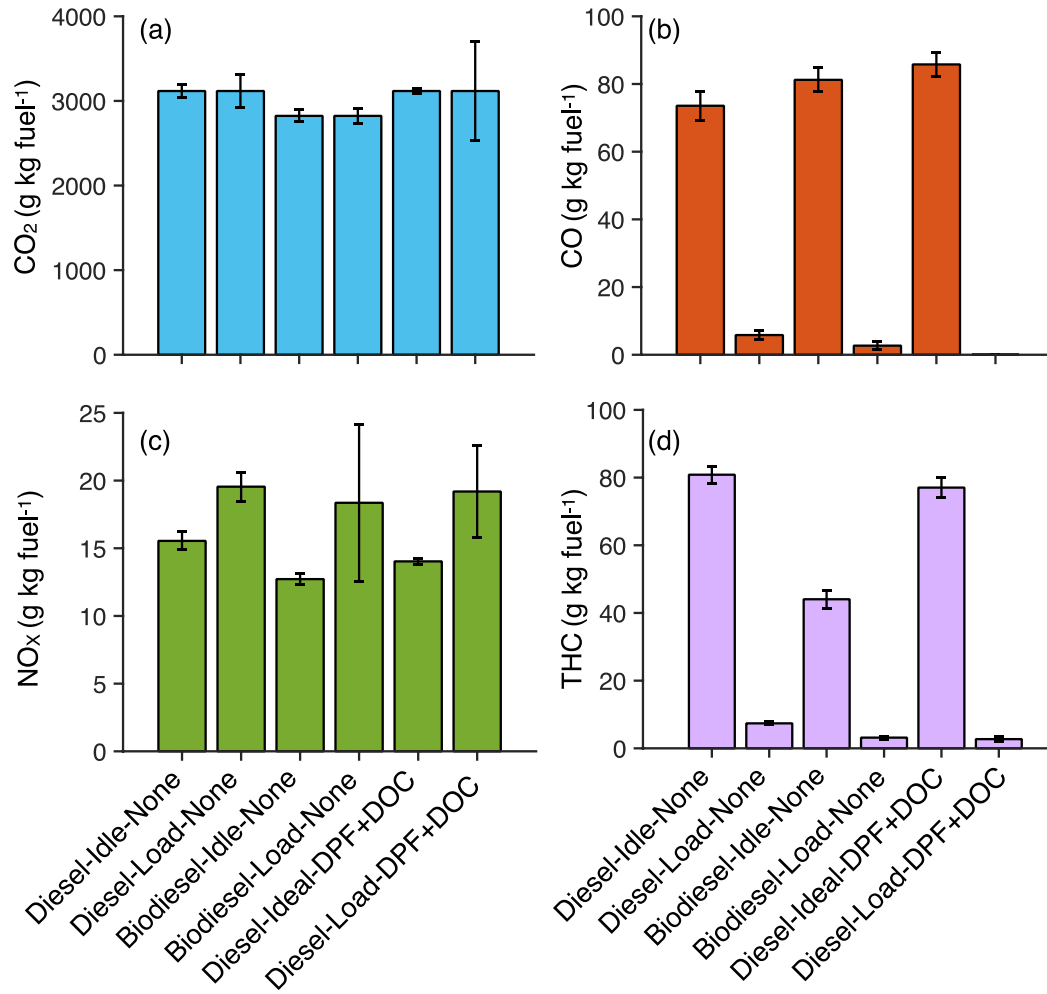 (a)
CO₂ (g kg fuel⁻¹)
4000
3000
2000
1000
0
(b)
CO (g kg fuel⁻¹)
100
80
60
40
20
0
(c)
NOx (g kg fuel⁻¹)
25
20
15
10
5
0
Diesel-Idle-None
Diesel-Load-None
Biodiesel-Idle-None
Biodiesel-Load-None
Diesel-Ideal-DPF+DOC
Diesel-Load-DPF+DOC
(d)
THC (g kg fuel⁻¹)
100
80
60
40
20
0
Diesel-Idle-None
Diesel-Load-None
Biodiesel-Idle-None
Biodiesel-Load-None
Diesel-Ideal-DPF+DOC
Diesel-Load-DPF+DOC